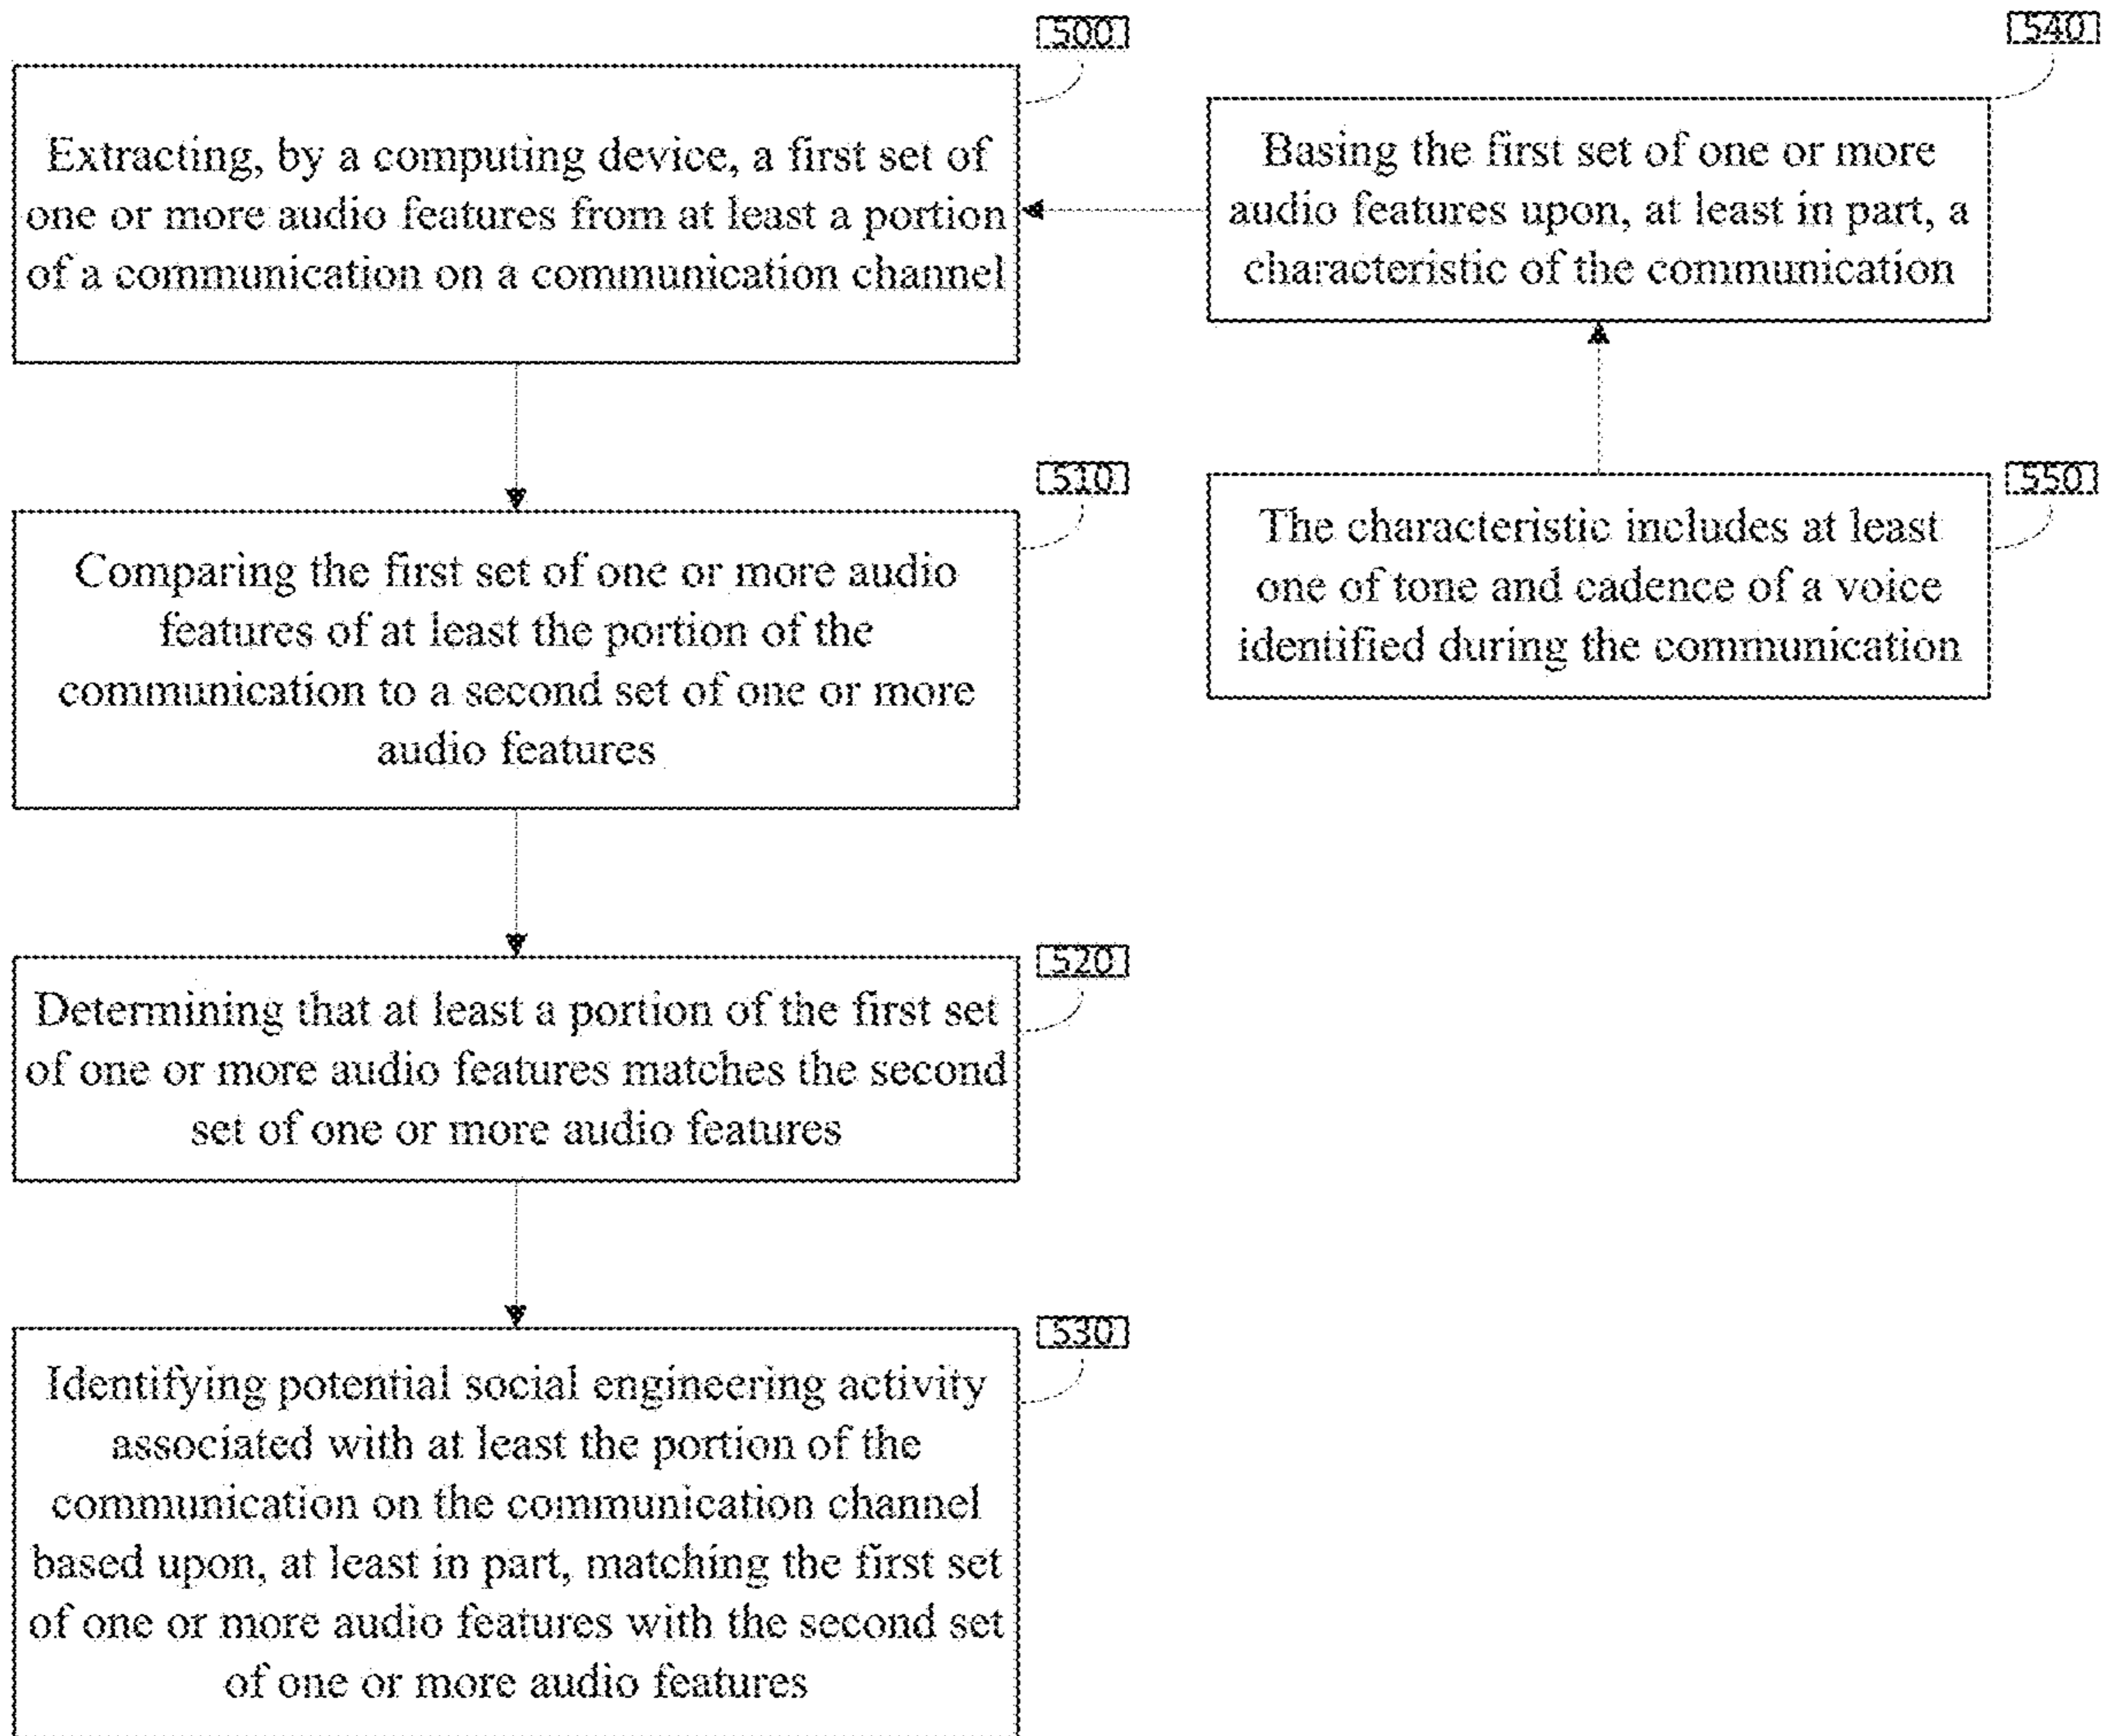 500
Extracting, by a computing device, a first set of
one or more audio features from at least a portion
of a communication on a communication channel
540
Basing the first set of one or more
audio features upon, at least in part, a
characteristic of the communication
510
Comparing the first set of one or more audio
features of at least the portion of the
communication to a second set of one or more
audio features
550
The characteristic includes at least
one of tone and cadence of a voice
identified during the communication
520
Determining that at least a portion of the first set
of one or more audio features matches the second
set of one or more audio features
530
Identifying potential social engineering activity
associated with at least the portion of the
communication on the communication channel
based upon, at least in part, matching the first set
of one or more audio features with the second set
of one or more audio features